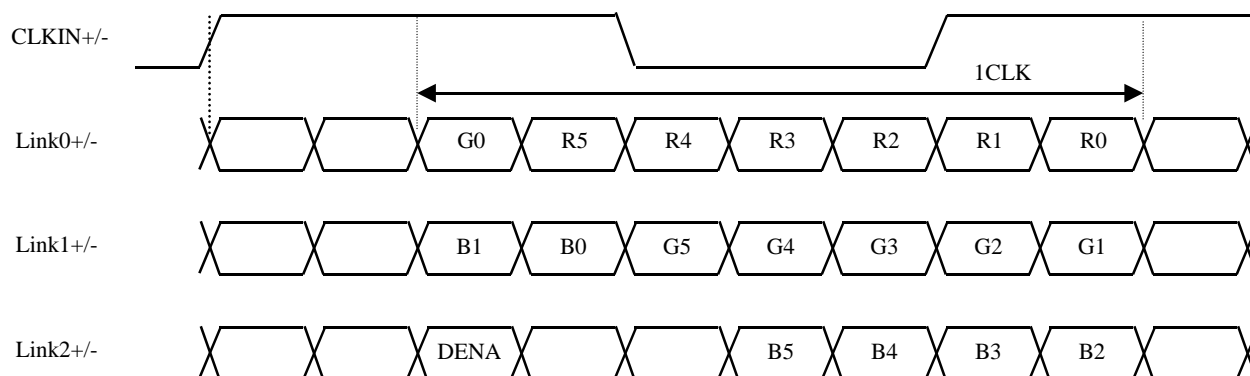 CLKIN+/-
1CLK
Link0+/- G0 R5 R4 R3 R2 R1 R0
Link1+/- B1 B0 G5 G4 G3 G2 G1
Link2+/- DENA B5 B4 B3 B2